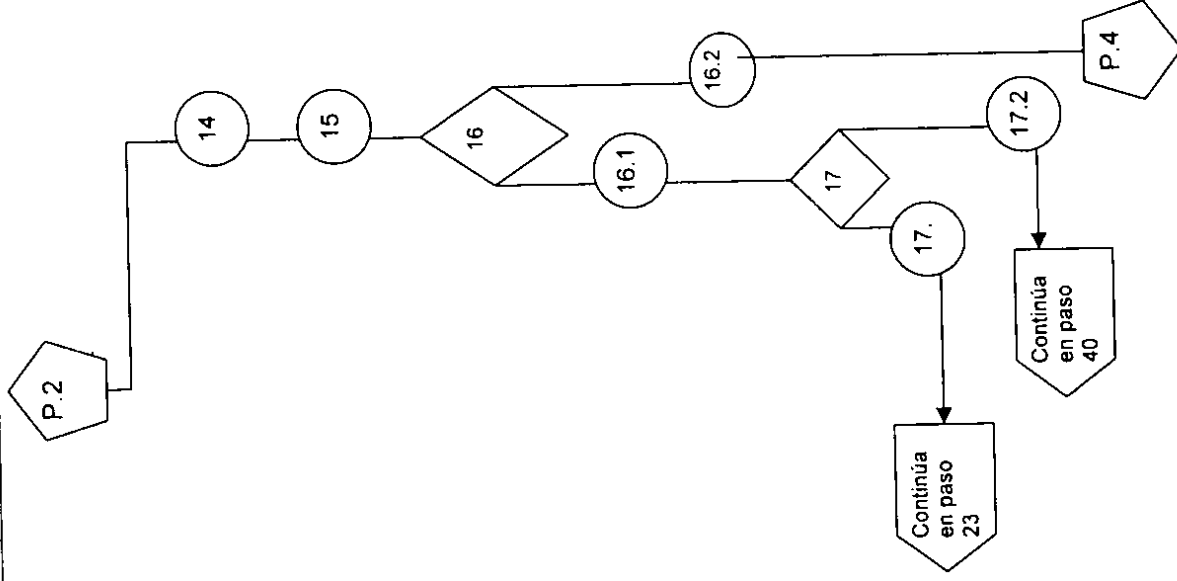 P.2
14
15
16
16.1
16.2
17
17.
17.2
Continúa
en paso
23
Continúa
en paso
40
P.4